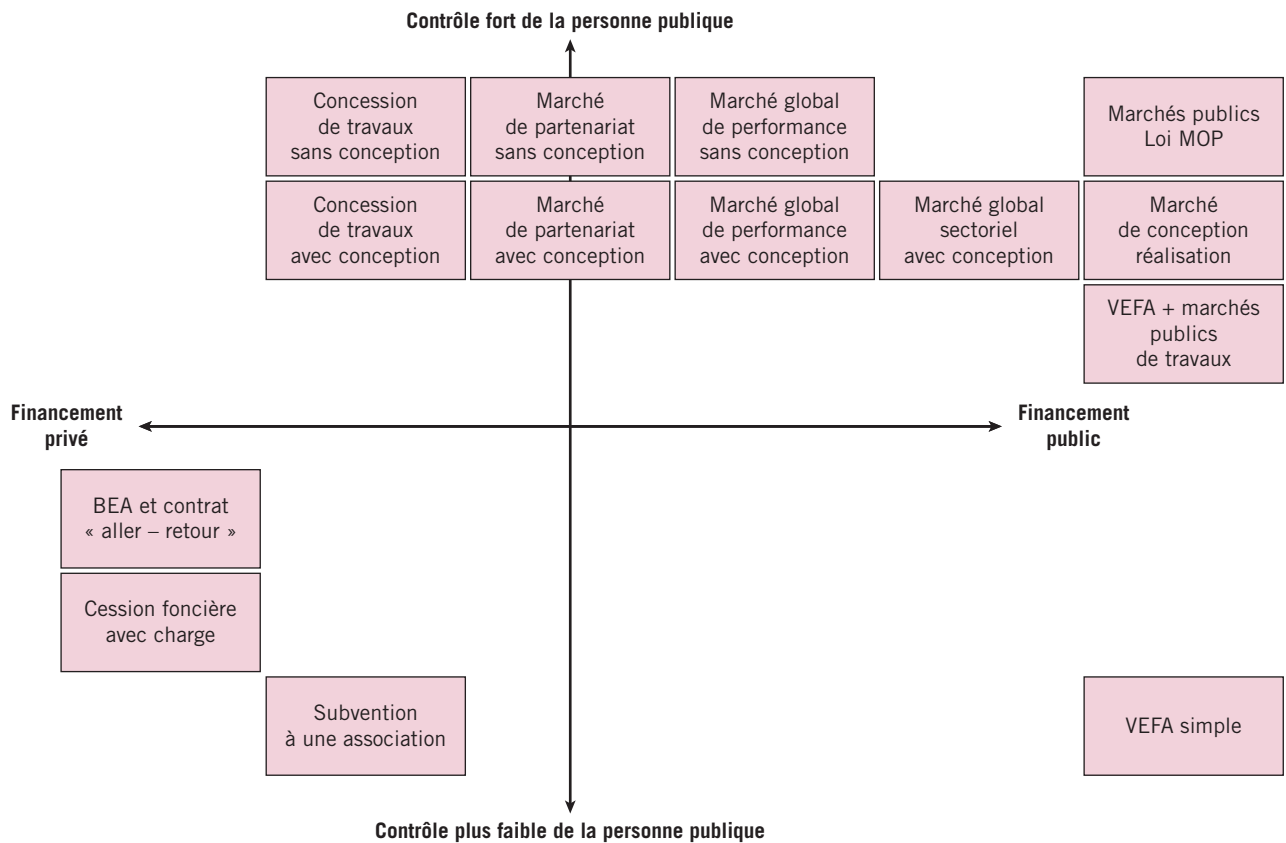 Contrôle fort de la personne publique
Concession
de travaux
sans conception
Marché
de partenariat
sans conception
Marché global
de performance
sans conception
Marchés publics
Loi MOP
Concession
de travaux
avec conception
Marché
de partenariat
avec conception
Marché global
de performance
avec conception
Marché global
sectoriel
avec conception
Marché
de conception
réalisation
VEFA + marchés
publics
de travaux
Financement
privé
Financement
public
BEA et contrat
« aller – retour »
Cession foncière
avec charge
Subvention
à une association
VEFA simple
Contrôle plus faible de la personne publique